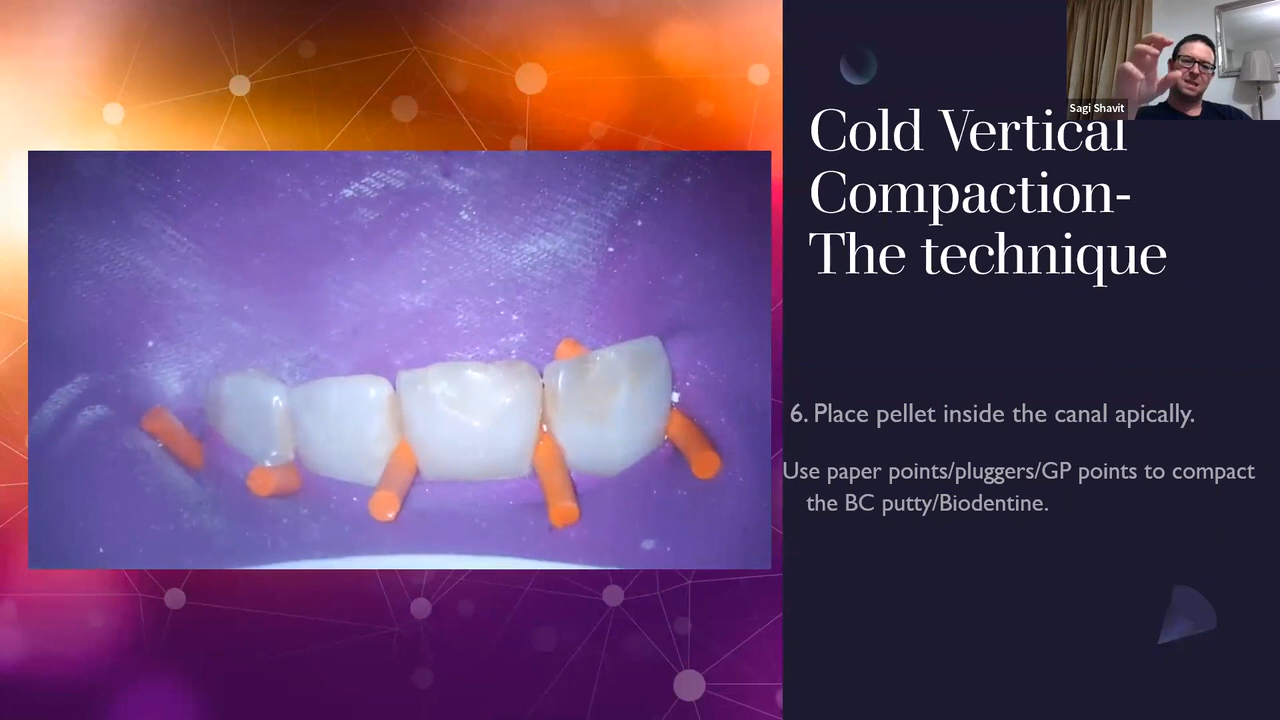 Sagi Shavit
Cold Vertical
Compaction-
The technique
6. Place pellet inside the canal apically.
Use paper points/pluggers/GP points to compact
the BC putty/Biodentine.